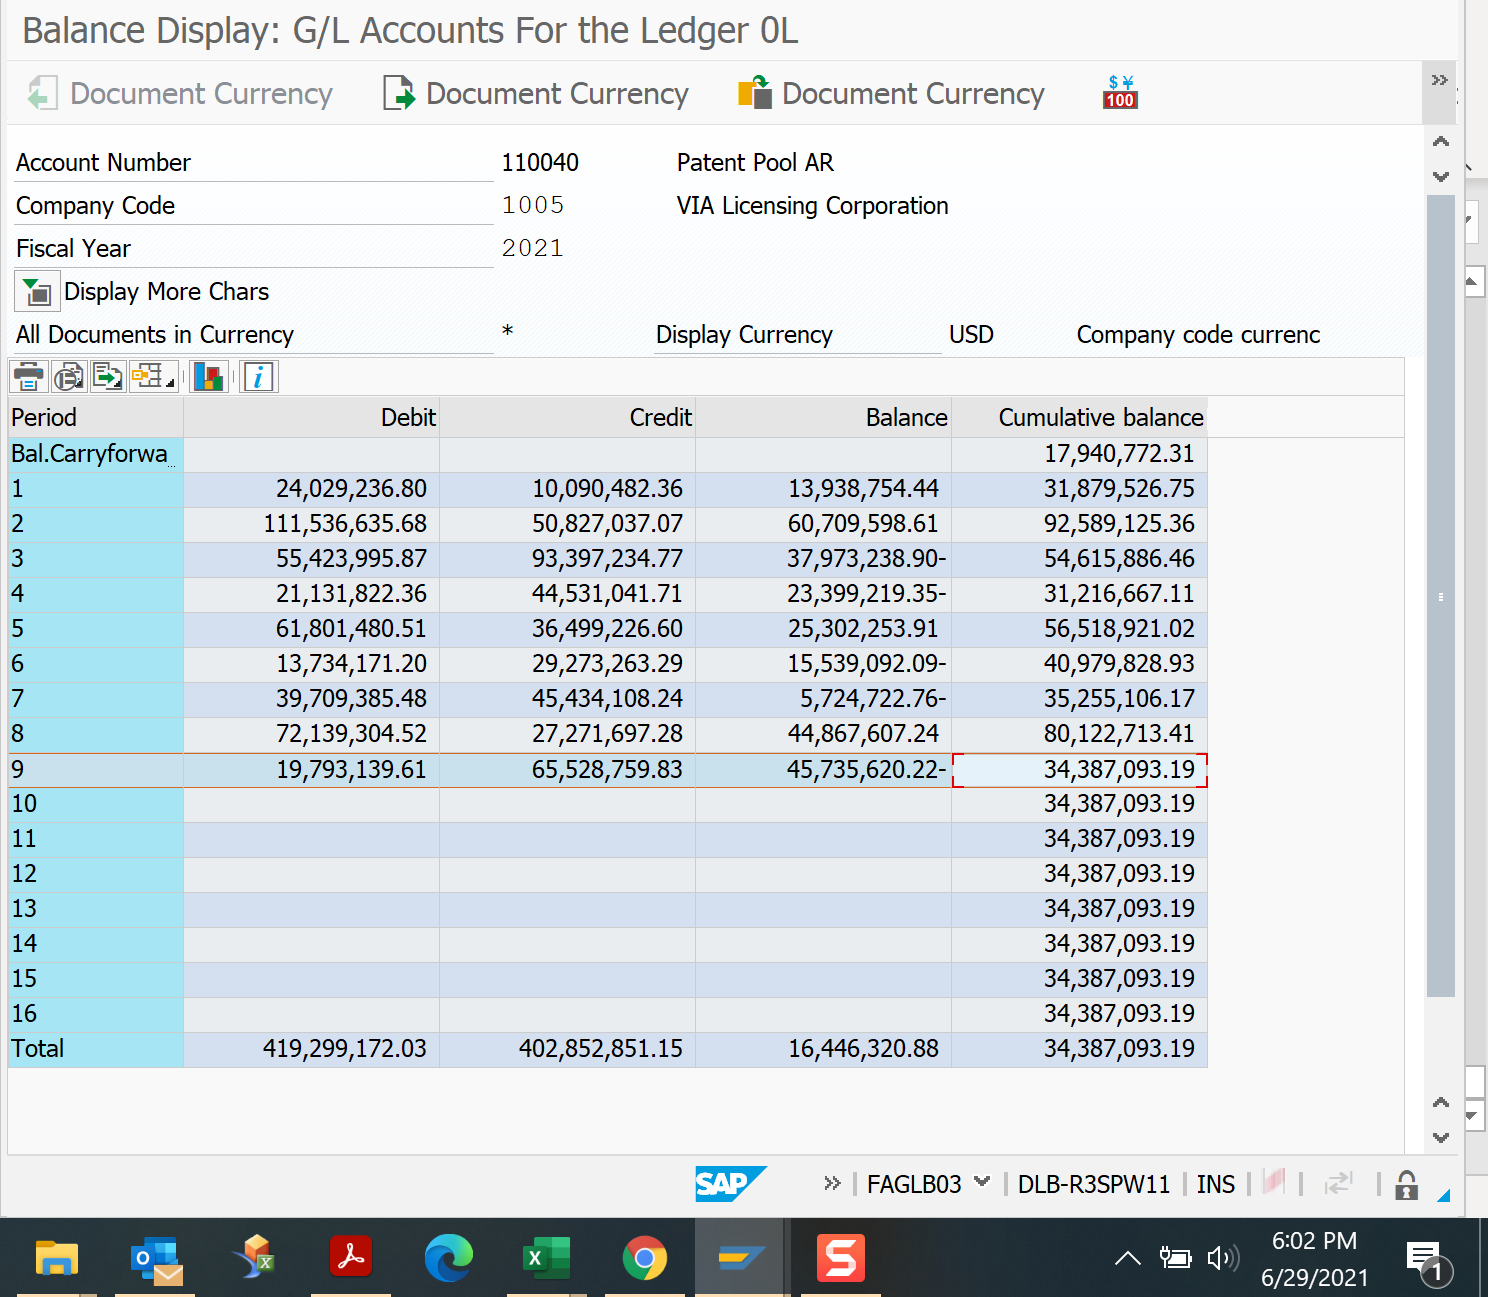 Balance Display: G/L Accounts For the Ledger 0L
Document Currency Document Currency Document Currency $ ¥ 100 »
Account Number 110040 Patent Pool AR
Company Code 1005 VIA Licensing Corporation
Fiscal Year 2021
Display More Chars
All Documents in Currency * Display Currency USD Company code currenc
i
Period Debit Credit Balance Cumulative balance
Bal.Carryforwa... 17,940,772.31
1 24,029,236.80 10,090,482.36 13,938,754.44 31,879,526.75
2 111,536,635.68 50,827,037.07 60,709,598.61 92,589,125.36
3 55,423,995.87 93,397,234.77 37,973,238.90- 54,615,886.46
4 21,131,822.36 44,531,041.71 23,399,219.35- 31,216,667.11
5 61,801,480.51 36,499,226.60 25,302,253.91 56,518,921.02
6 13,734,171.20 29,273,263.29 15,539,092.09- 40,979,828.93
7 39,709,385.48 45,434,108.24 5,724,722.76- 35,255,106.17
8 72,139,304.52 27,271,697.28 44,867,607.24 80,122,713.41
9 19,793,139.61 65,528,759.83 45,735,620.22- 34,387,093.19
10 34,387,093.19
11 34,387,093.19
12 34,387,093.19
13 34,387,093.19
14 34,387,093.19
15 34,387,093.19
16 34,387,093.19
Total 419,299,172.03 402,852,851.15 16,446,320.88 34,387,093.19
SAP » FAGLB03 DLB-R3SPW11 INS
6:02 PM
6/29/2021
1